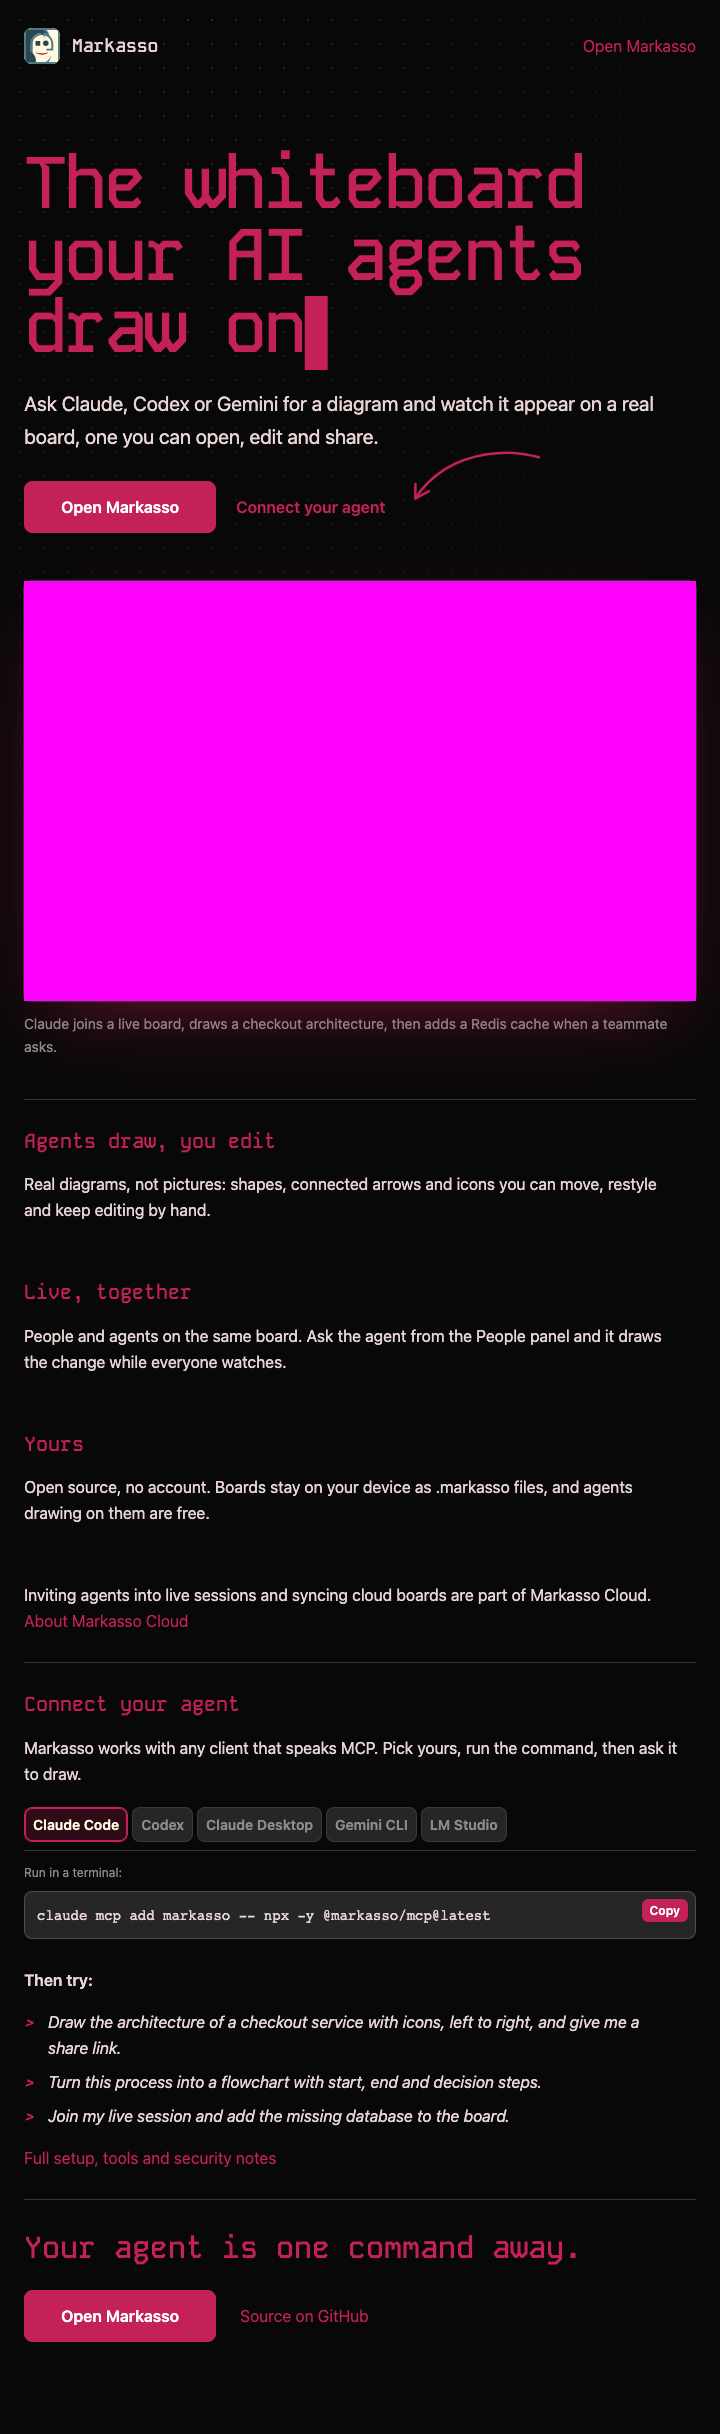 Markasso
Open Markasso
The whiteboard
your AI agents
draw on
Ask Claude, Codex or Gemini for a diagram and watch it appear on a real
board, one you can open, edit and share.
Open Markasso
Connect your agent
Claude joins a live board, draws a checkout architecture, then adds a Redis cache when a teammate
asks.
Agents draw, you edit
Real diagrams, not pictures: shapes, connected arrows and icons you can move, restyle
and keep editing by hand.
Live, together
People and agents on the same board. Ask the agent from the People panel and it draws
the change while everyone watches.
Yours
Open source, no account. Boards stay on your device as .markasso files, and agents
drawing on them are free.
Inviting agents into live sessions and syncing cloud boards are part of Markasso Cloud.
About Markasso Cloud
Connect your agent
Markasso works with any client that speaks MCP. Pick yours, run the command, then ask it
to draw.
Claude Code
Codex
Claude Desktop
Gemini CLI
LM Studio
Run in a terminal:
claude mcp add markasso -- npx -y @markasso/mcp@latest
Copy
Then try:
> Draw the architecture of a checkout service with icons, left to right, and give me a
share link.
> Turn this process into a flowchart with start, end and decision steps.
> Join my live session and add the missing database to the board.
Full setup, tools and security notes
Your agent is one command away.
Open Markasso
Source on GitHub